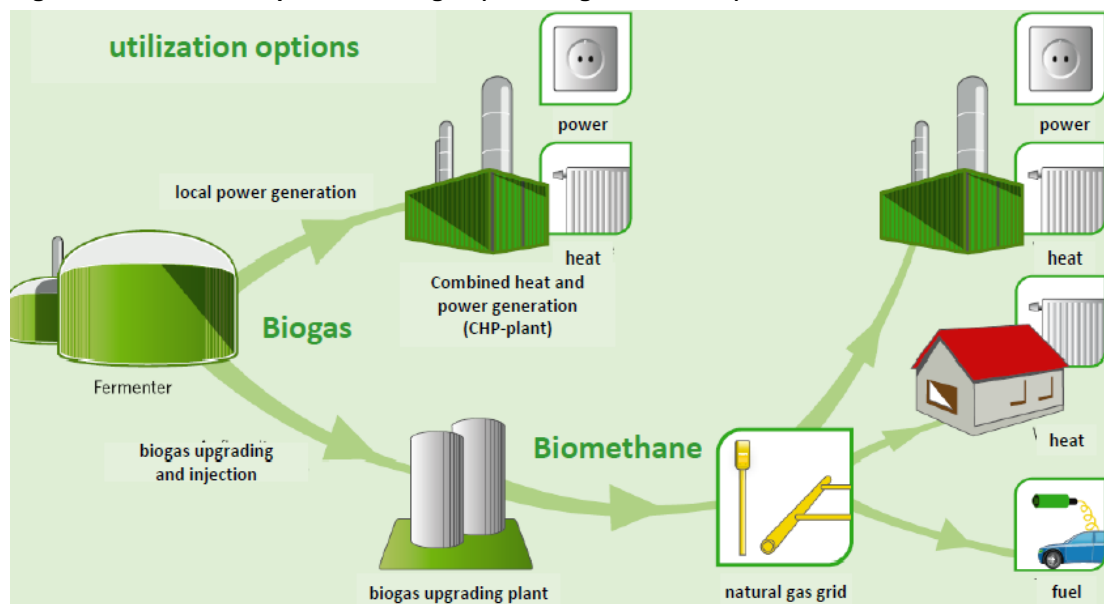 utilization options
power
power
local power generation
heat
heat
Combined heat and
power generation
(CHP-plant)
Biogas
Fermenter
biogas upgrading
and injection
Biomethane
heat
biogas upgrading plant
natural gas grid
fuel